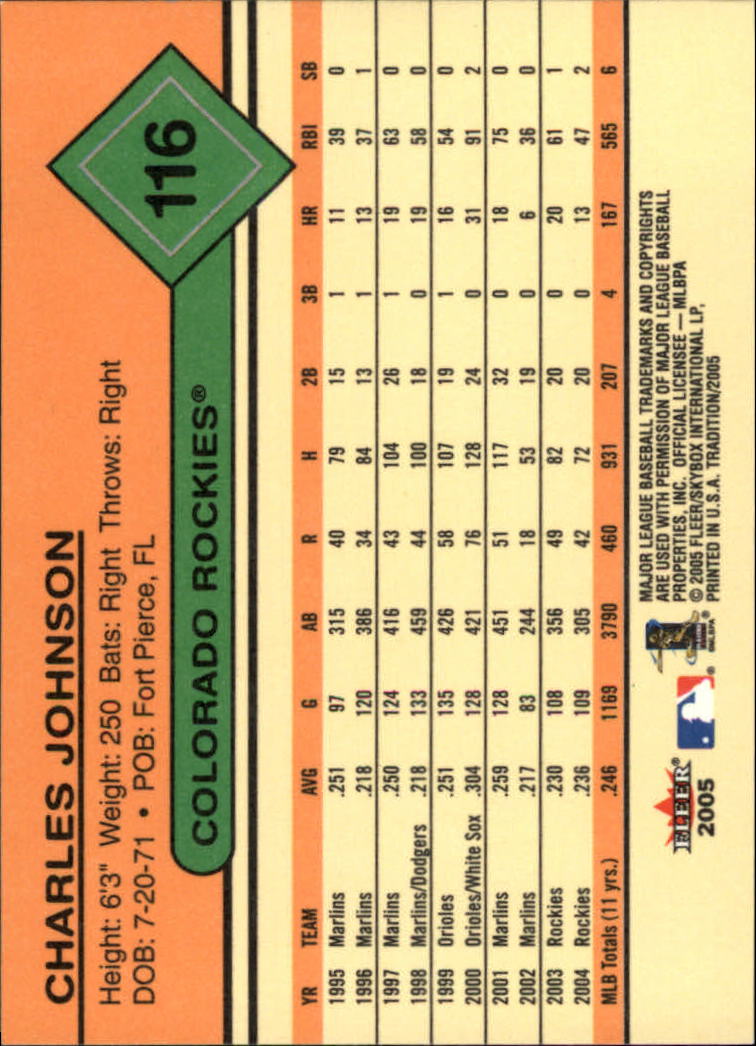 CHARLES JOHNSON
Height: 6'3" Weight: 250 Bats: Right Throws: Right
DOB: 7-20-71 • POB: Fort Pierce, FL
116
COLORADO ROCKIES®
YR TEAM AVG G AB R H 2B 3B HR RBI SB
1995 Marlins .251 97 315 40 79 15 1 11 39 0
1996 Marlins .218 120 386 34 84 13 1 13 37 1
1997 Marlins .250 124 416 43 104 26 1 19 63 0
1998 Marlins/Dodgers .218 133 459 44 100 18 0 19 58 0
1999 Orioles .251 135 426 58 107 19 1 16 54 0
2000 Orioles/White Sox .304 128 421 76 128 24 0 31 91 2
2001 Marlins .259 128 451 51 117 32 0 18 75 0
2002 Marlins .217 83 244 18 53 19 0 6 36 0
2003 Rockies .230 108 356 49 82 20 0 20 61 1
2004 Rockies .236 109 305 42 72 20 0 13 47 2
MLB Totals (11 yrs.) .246 1169 3790 460 931 207 4 167 565 6
FLEER®
2005
®
®
©MLBPA
MAJOR LEAGUE BASEBALL TRADEMARKS AND COPYRIGHTS
ARE USED WITH PERMISSION OF MAJOR LEAGUE BASEBALL
PROPERTIES, INC. OFFICIAL LICENSEE — MLBPA
© 2005 FLEER/SKYBOX INTERNATIONAL LP,
PRINTED IN U.S.A. TRADITION/2005